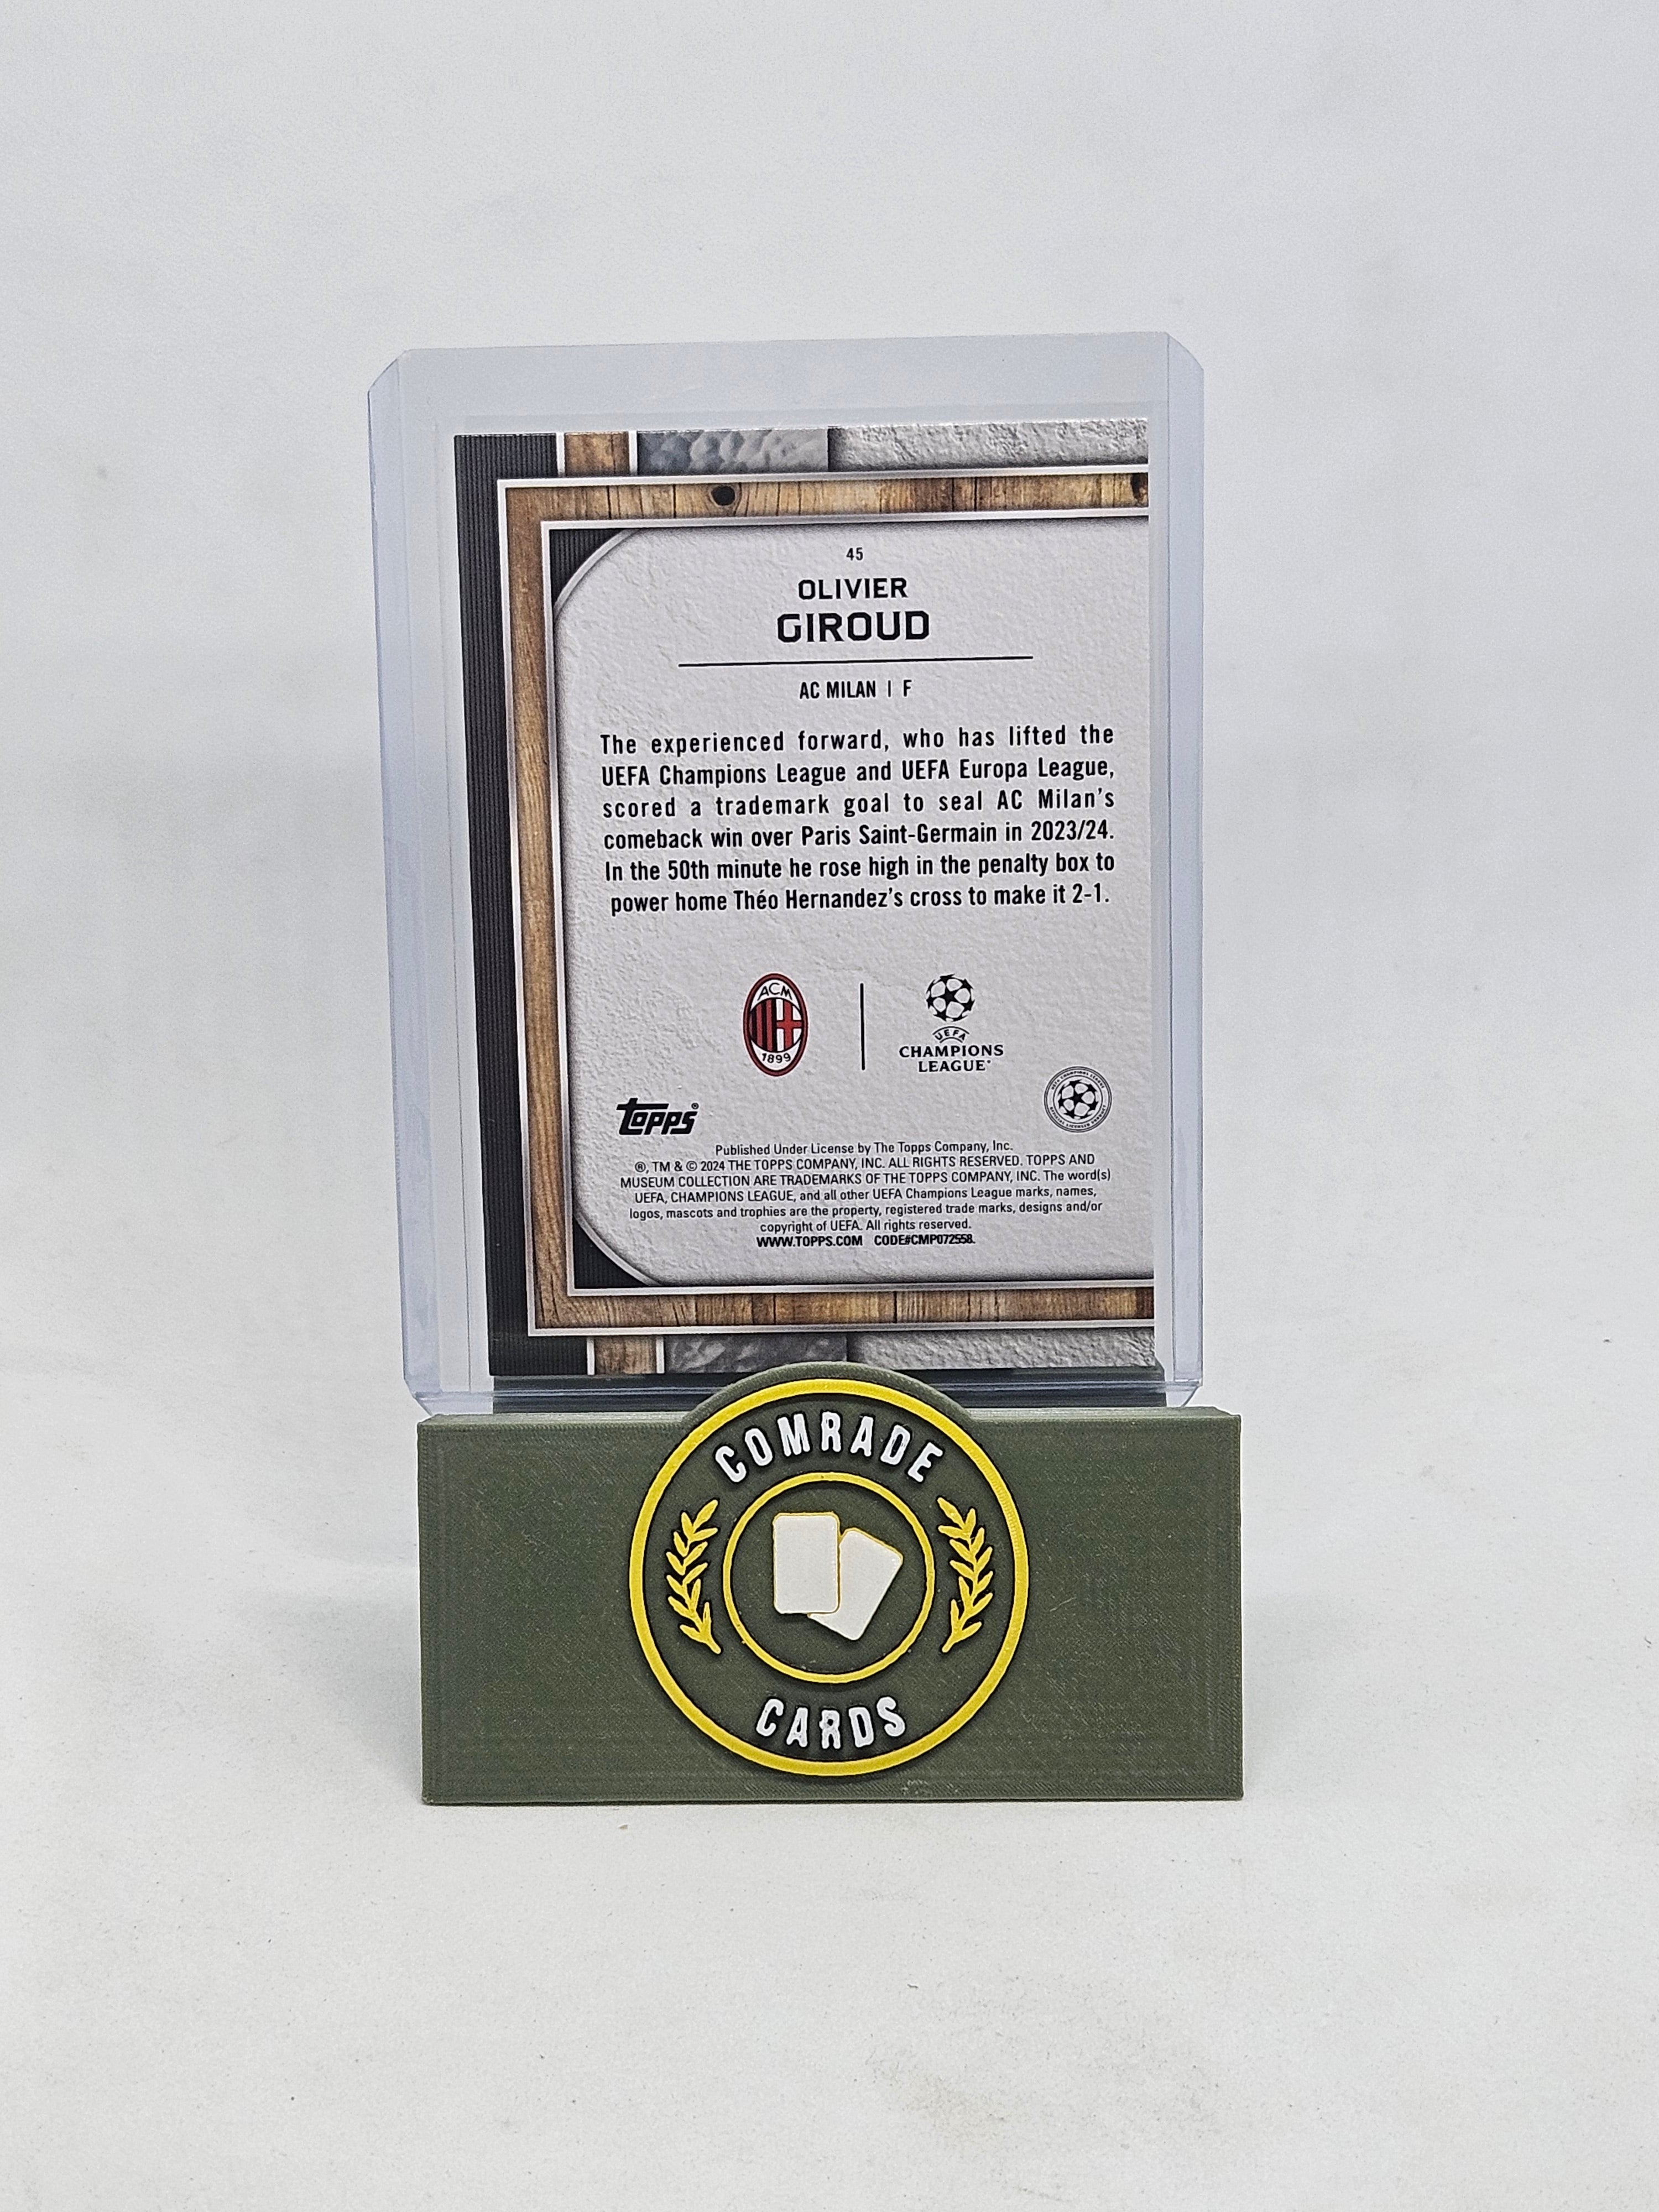 45
OLIVIER
GIROUD
AC MILAN | F
The experienced forward, who has lifted the
UEFA Champions League and UEFA Europa League,
scored a trademark goal to seal AC Milan's
comeback win over Paris Saint-Germain in 2023/24.
In the 50th minute he rose high in the penalty box to
power home Théo Hernandez's cross to make it 2-1.
ACM
1899
UEFA
CHAMPIONS
LEAGUE
topps®
Published Under License by The Topps Company, Inc.
®, TM & © 2024 THE TOPPS COMPANY, INC. ALL RIGHTS RESERVED. TOPPS AND
MUSEUM COLLECTION ARE TRADEMARKS OF THE TOPPS COMPANY, INC. The word(s)
UEFA, CHAMPIONS LEAGUE, and all other UEFA Champions League marks, names,
logos, mascots and trophies are the property, registered trade marks, designs and/or
copyright of UEFA. All rights reserved.
WWW.TOPPS.COM CODE#CMP072558.
COMRADE
CARDS